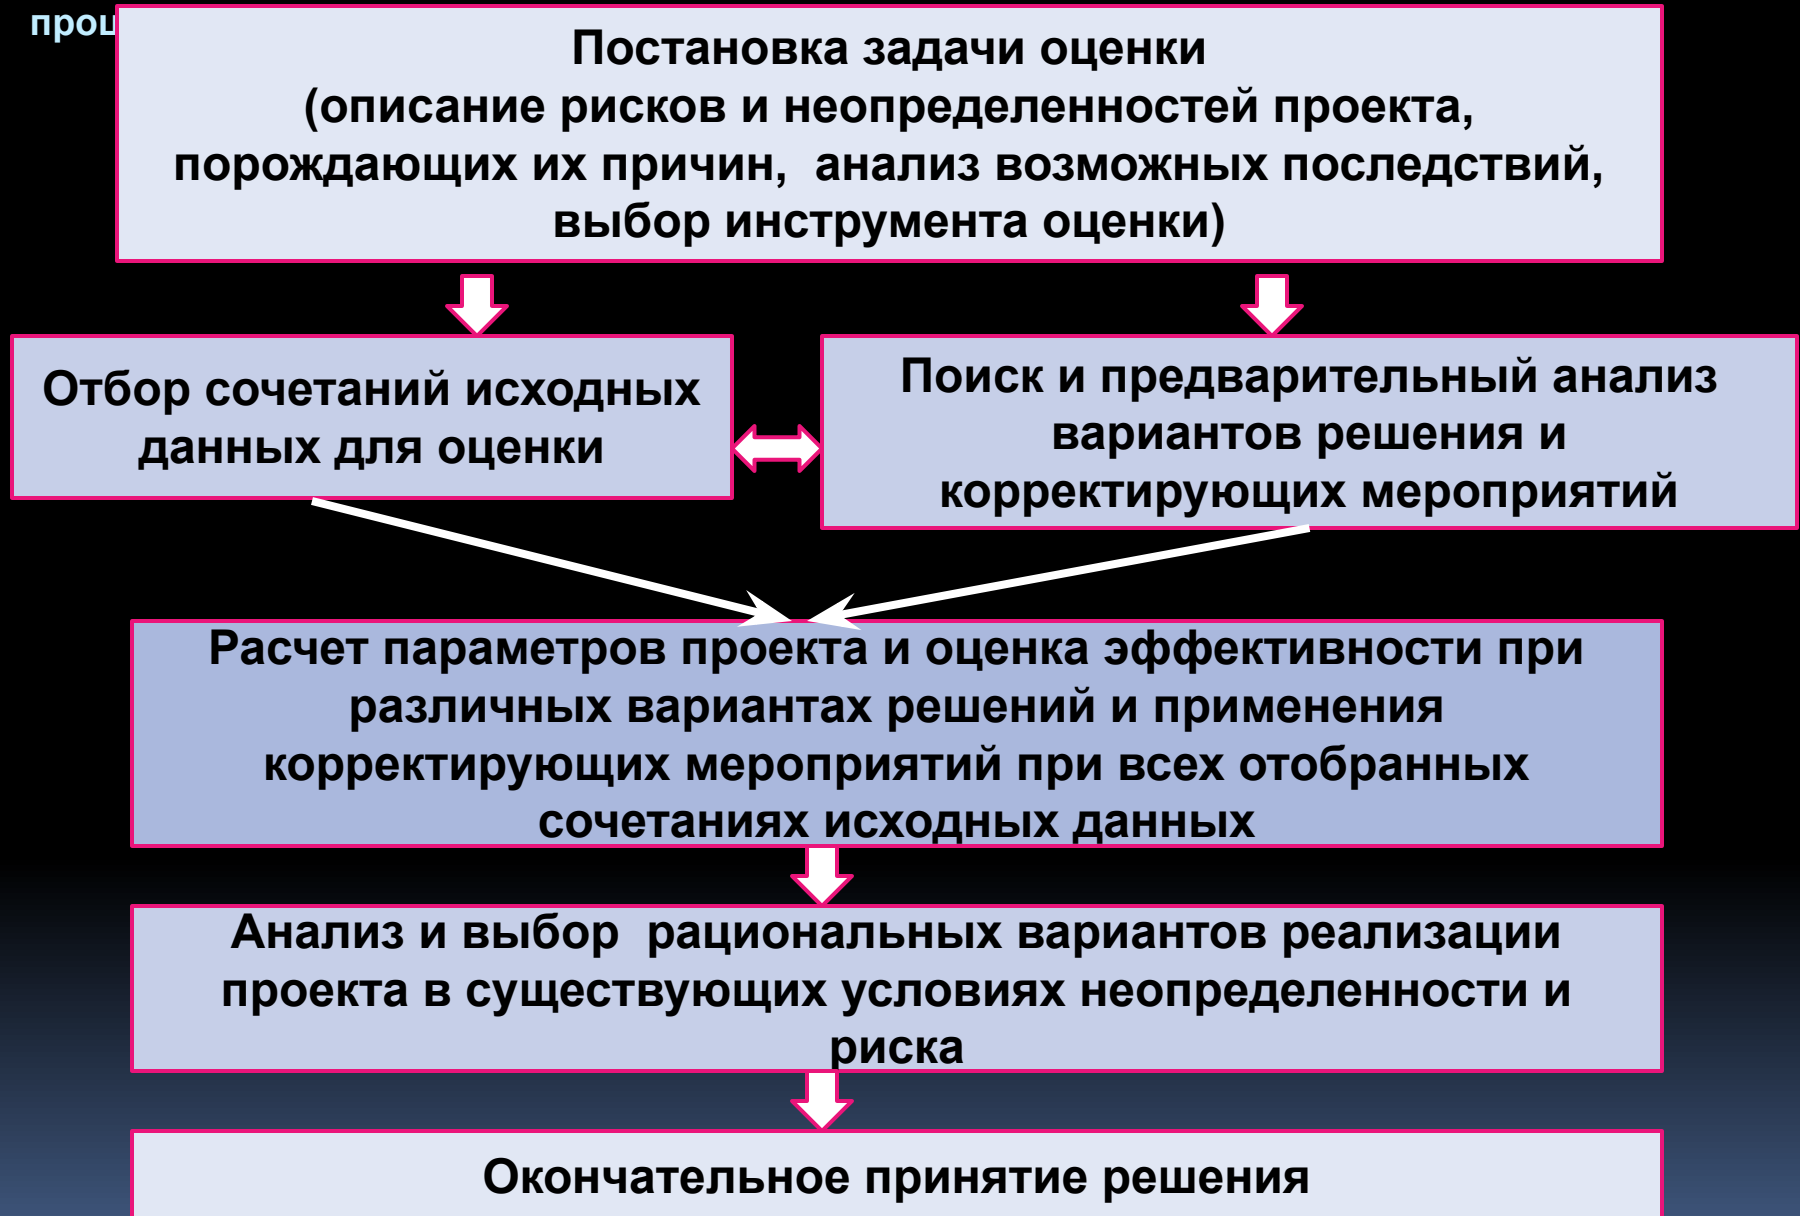 Постановка задачи оценки
(описание рисков и неопределенностей проекта,
порождающих их причин, анализ возможных последствий,
выбор инструмента оценки)
Отбор сочетаний исходных
данных для оценки
Поиск и предварительный анализ
вариантов решения и
корректирующих мероприятий
Расчет параметров проекта и оценка эффективности при
различных вариантах решений и применения
корректирующих мероприятий при всех отобранных
сочетаниях исходных данных
Анализ и выбор рациональных вариантов реализации
проекта в существующих условиях неопределенности и
риска
Окончательное принятие решения